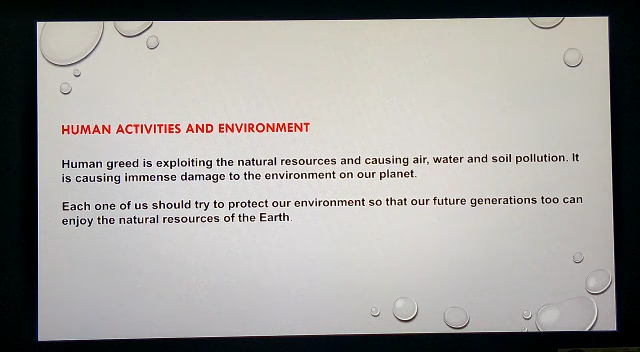 HUMAN ACTIVITIES AND ENVIRONMENT
Human greed is exploiting the natural resources and causing air, water and soil pollution. It
is causing immense damage to the environment on our planet.
Each one of us should try to protect our environment so that our future generations too can
enjoy the natural resources of the Earth.